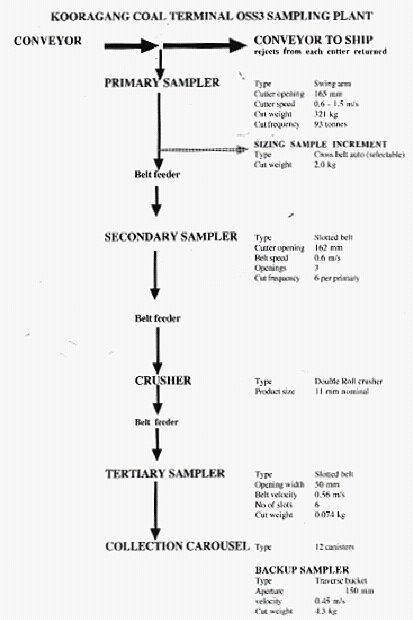 KOORAGANG COAL TERMINAL OSS3 SAMPLING PLANT
CONVEYOR
CONVEYOR TO SHIP
rejects from each cutter returned
PRIMARY SAMPLER
Type Swing arm
Cutter opening 165 mm
Cutter speed 0.6 - 1.5 m/s
Cut weight 321 kg
Cut frequency 93 tonnes
SIZING SAMPLE INCREMENT
Type Cross belt auto (selectable)
Cut weight 2.0 kg
Belt feeder
SECONDARY SAMPLER
Type Slotted belt
Cutter opening 162 mm
Belt speed 0.6 m/s
Openings 3
Cut frequency 6 per primary
Belt feeder
CRUSHER
Type Double Roll crusher
Product size 11 mm nominal
Belt feeder
TERTIARY SAMPLER
Type Slotted belt
Opening width 50 mm
Belt velocity 0.56 m/s
No of slots 6
Cut weight 0.074 kg
COLLECTION CAROUSEL Type 12 canisters
BACKUP SAMPLER
Type Traverse bucket
Aperture 150 mm
velocity 0.45 m/s
Cut weight 4.3 kg